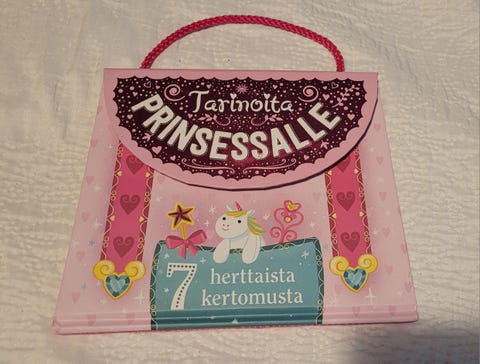 Tarinoita
PRINSESSALLE
7 herttaista
kertomusta